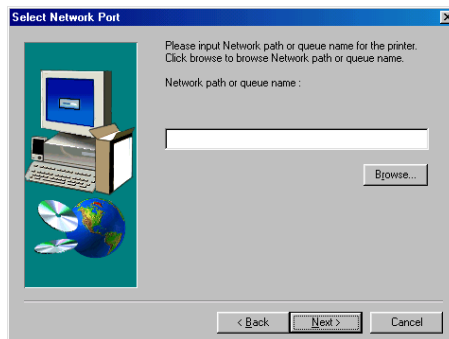 Select Network Port
Please input Network path or queue name for the printer.
Click browse to browse Network path or queue name.
Network path or queue name :
Browse...
< Back
Next >
Cancel